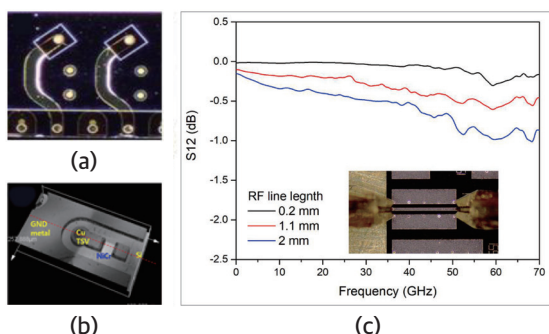 (a)
GND
metal
Cu
TSV
NiCr
Si
(b)
S12 (dB)
0.5
0.0
-0.5
-1.0
-1.5
-2.0
-2.5
RF line legnth
0.2 mm
1.1 mm
2 mm
0 10 20 30 40 50 60 70
Frequency (GHz)
(c)